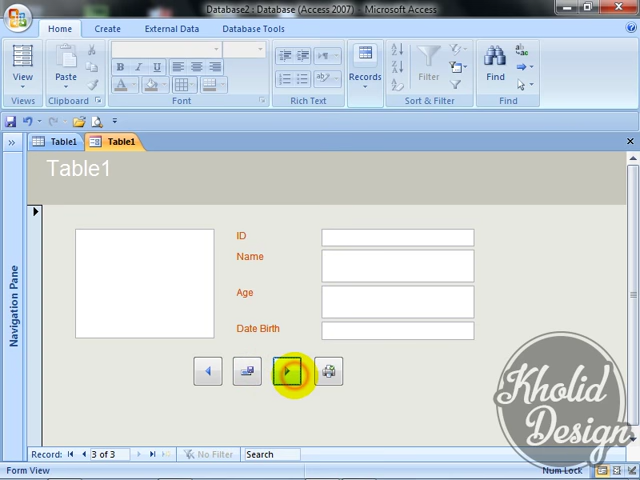 Database2 : Database (Access 2007) - Microsoft Access
Home
Create
External Data
Database Tools
View
Paste
Records
Filter
Find
Views
Clipboard
Font
Rich Text
Sort & Filter
Find
Table1
Table1
Table1
ID
Name
Age
Date Birth
Navigation Pane
Kholid
Design
Record:
3 of 3
No Filter
Search
Form View
Num Lock